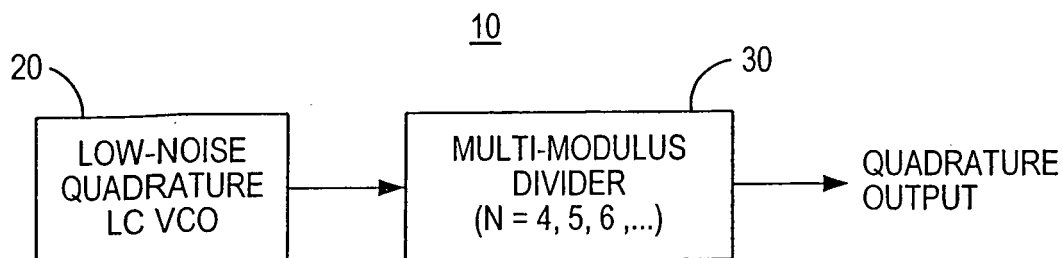 10
20
30
LOW-NOISE
QUADRATURE
LC VCO
MULTI-MODULUS
DIVIDER
(N = 4, 5, 6 ,...)
QUADRATURE
OUTPUT